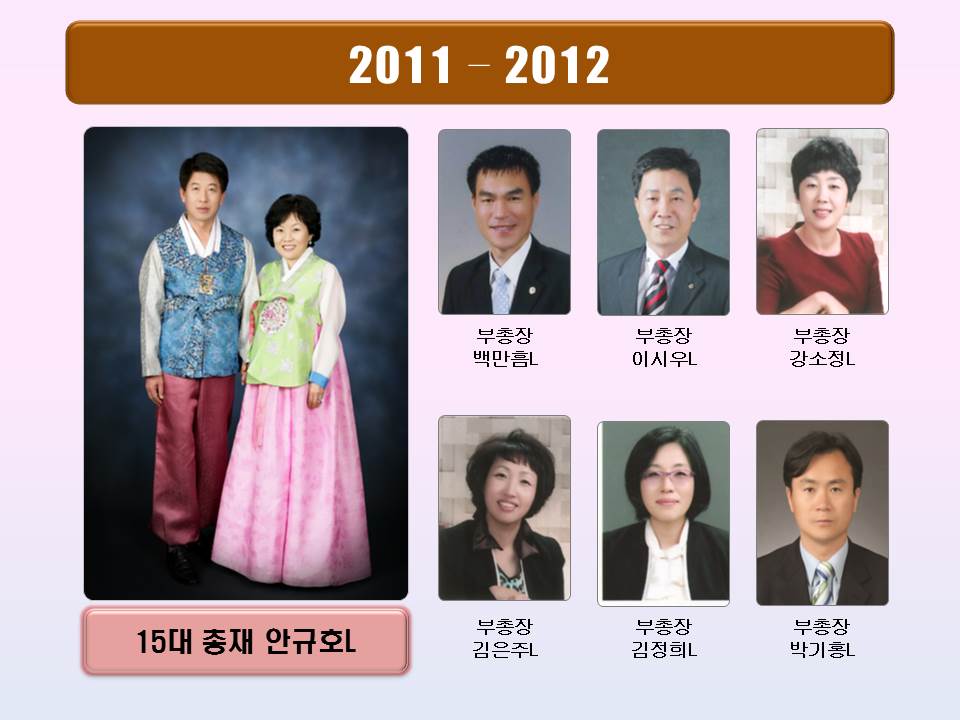 2011 – 2012
부총장
백만흠L
부총장
이시우L
부총장
강소정L
15대 총재 안규호L
부총장
김은주L
부총장
김정희L
부총장
박기홍L